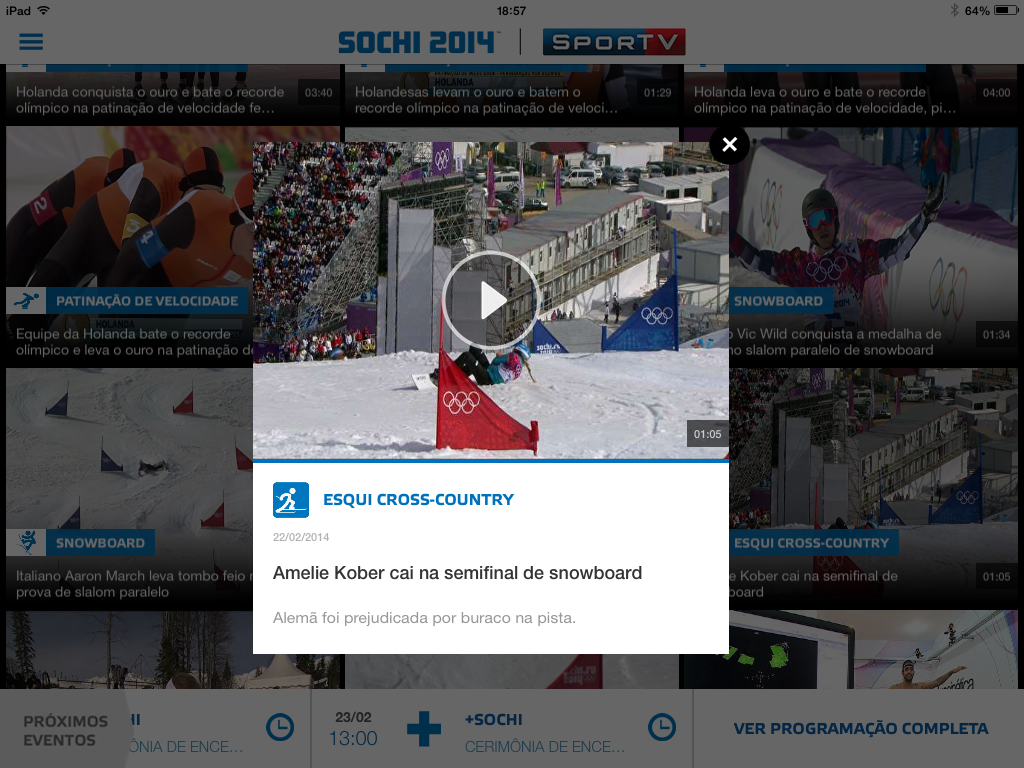 iPad
18:57
64%
SOCHI 2014
SPORTV
Holanda conquista o ouro e bate o recorde
olímpico na patinação de velocidade fe…
03:40
Holandesas levam o ouro e batem o
recorde olímpico na patinação de veloci…
01:29
Holanda leva o ouro e bate o recorde
olímpico na patinação de velocidade, pi…
04:00
PATINAÇÃO DE VELOCIDADE
Equipe da Holanda bate o recorde
olímpico e leva o ouro na patinação
SNOWBOARD
Vic Wild conquista a medalha de
no slalom paralelo de snowboard
01:34
01:05
ESQUI CROSS-COUNTRY
22/02/2014
Amelie Kober cai na semifinal de snowboard
Alemã foi prejudicada por buraco na pista.
SNOWBOARD
Italiano Aaron March leva tombo feio
prova de slalom paralelo
ESQUI CROSS-COUNTRY
Kober cai na semifinal de
board
01:05
PRÓXIMOS
EVENTOS
HI
ÔNIA DE ENCE…
23/02
13:00
+SOCHI
CERIMÔNIA DE ENCE…
VER PROGRAMAÇÃO COMPLETA